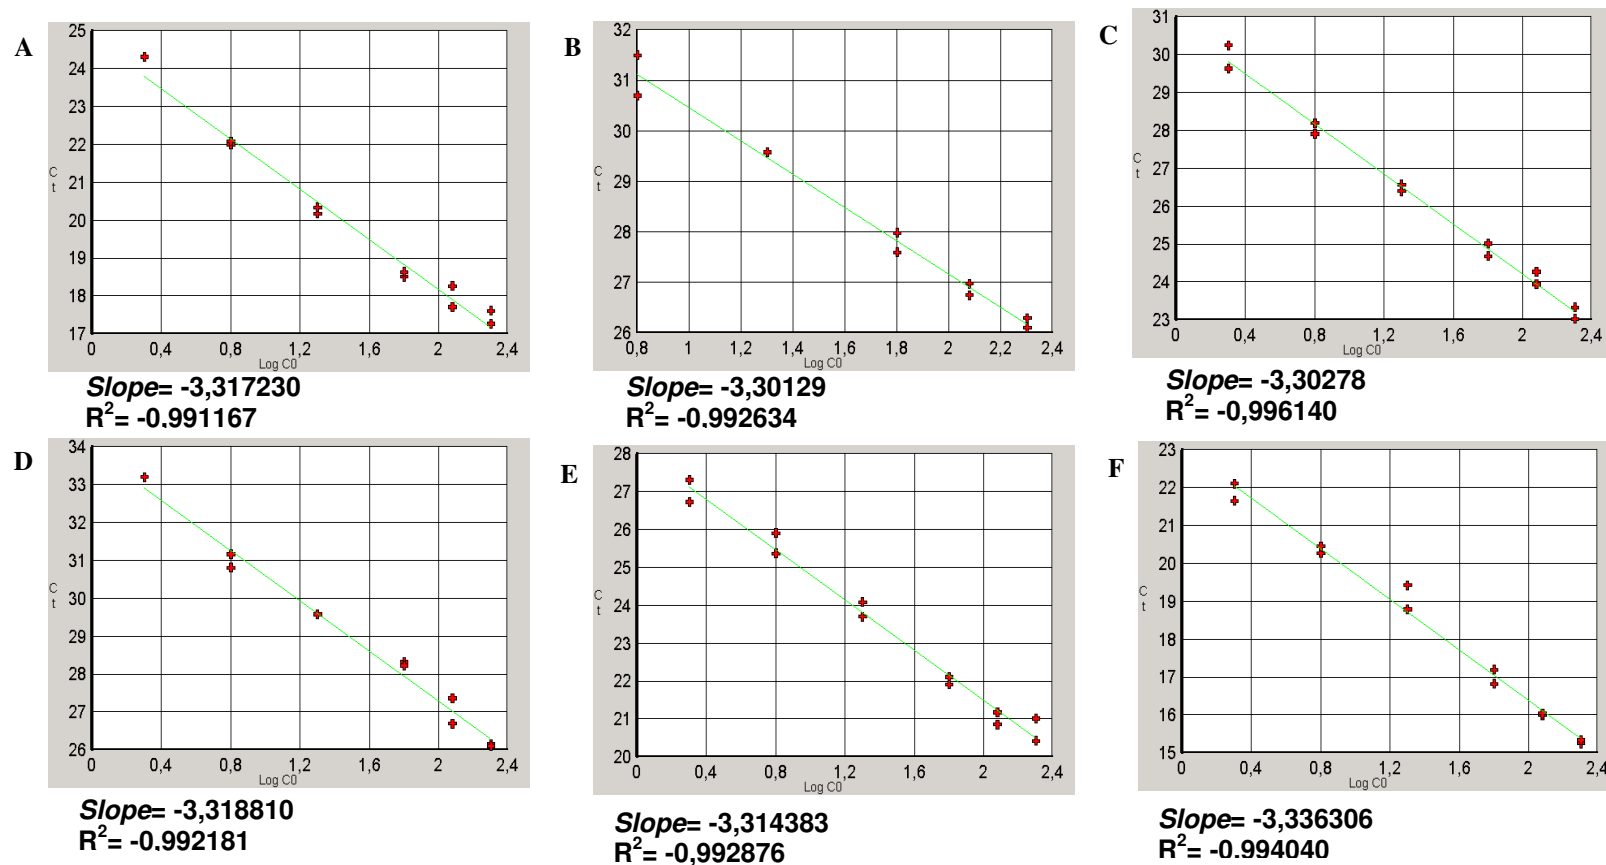 A
25
24
23
22
21
20
19
18
17
C
t
0
0,4
0,8
1,2
1,6
2
2,4
Log C0
Slope= -3,317230
R²= -0.991167
B
32
31
30
29
28
27
26
C
t
0,8
1
1,2
1,4
1,6
1,8
2
2,2
2,4
Log C0
Slope= -3,30129
R²= -0,992634
C
31
30
29
28
27
26
25
24
23
C
t
0
0,4
0,8
1,2
1,6
2
2,4
Log C0
Slope= -3,30278
R²= -0,996140
D
34
33
32
31
30
29
28
27
26
C
t
0
0,4
0,8
1,2
1,6
2
2,4
Log C0
Slope= -3,318810
R²= -0,992181
E
28
27
26
25
24
23
22
21
20
C
t
0
0,4
0,8
1,2
1,6
2
2,4
Log C0
Slope= -3,314383
R²= -0,992876
F
23
22
21
20
19
18
17
16
15
C
t
0
0,4
0,8
1,2
1,6
2
2,4
Log C0
Slope= -3,336306
R²= -0.994040